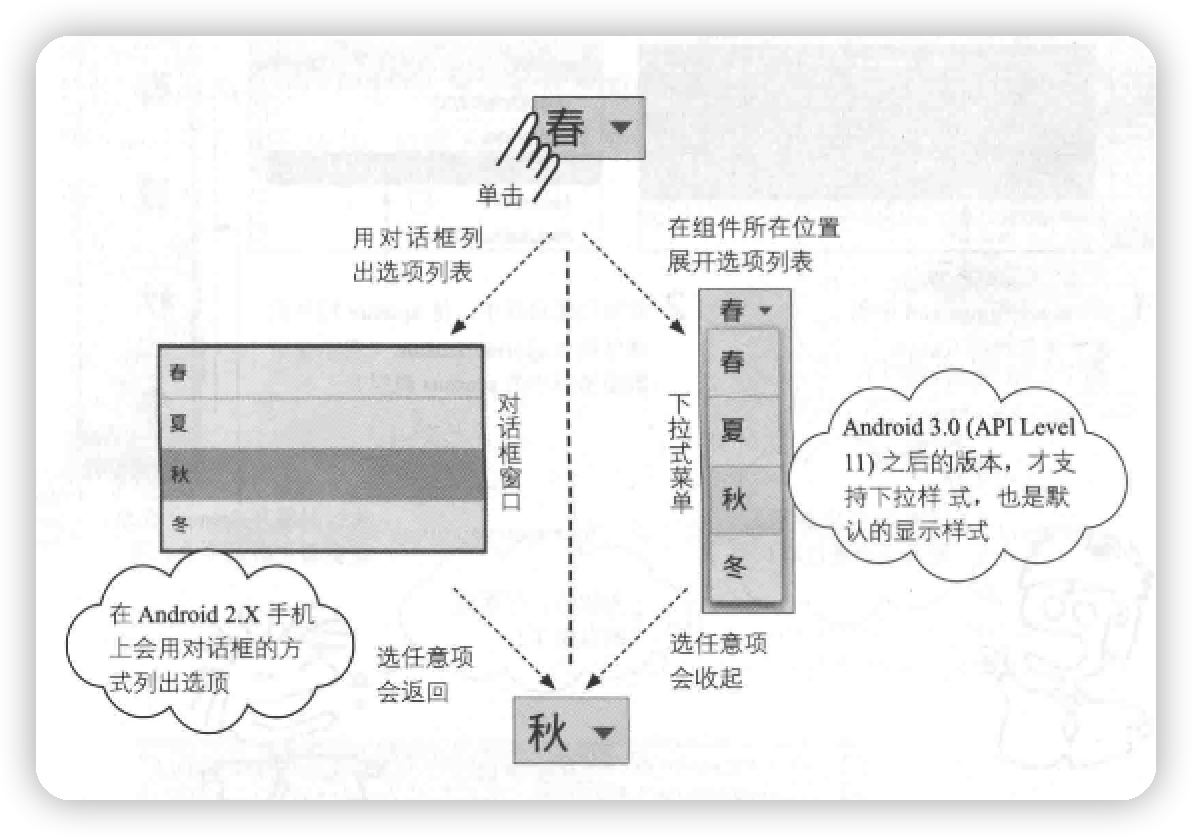 春
单击
用对话框列
出选项列表
在组件所在位置
展开选项列表
春
夏
秋
冬
对话框窗口
下拉式菜单
春
春
夏
秋
冬
Android 3.0 (API Level
11) 之后的版本，才支
持下拉样 式，也是默
认的显示样式
在 Android 2.X 手机
上会用对话框的方
式列出选顶
选任意项
会返回
选任意项
会收起
秋